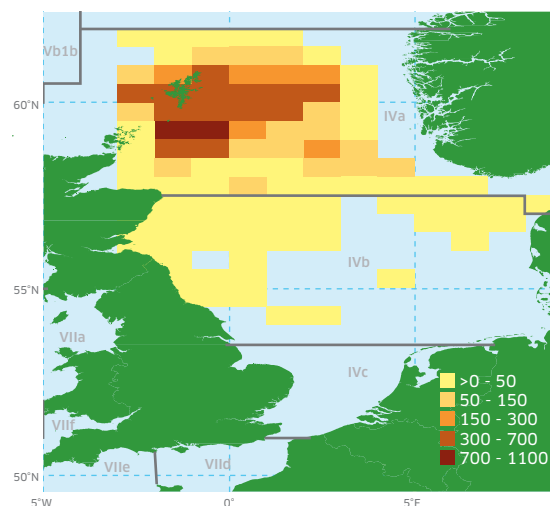 Vb1b
60°N
IVa
IVb
55°N
VIIa
IVc
>0 - 50
50 - 150
150 - 300
300 - 700
700 - 1100
VIIf
VIIe
VIId
50°N
5°W
0°
5°E